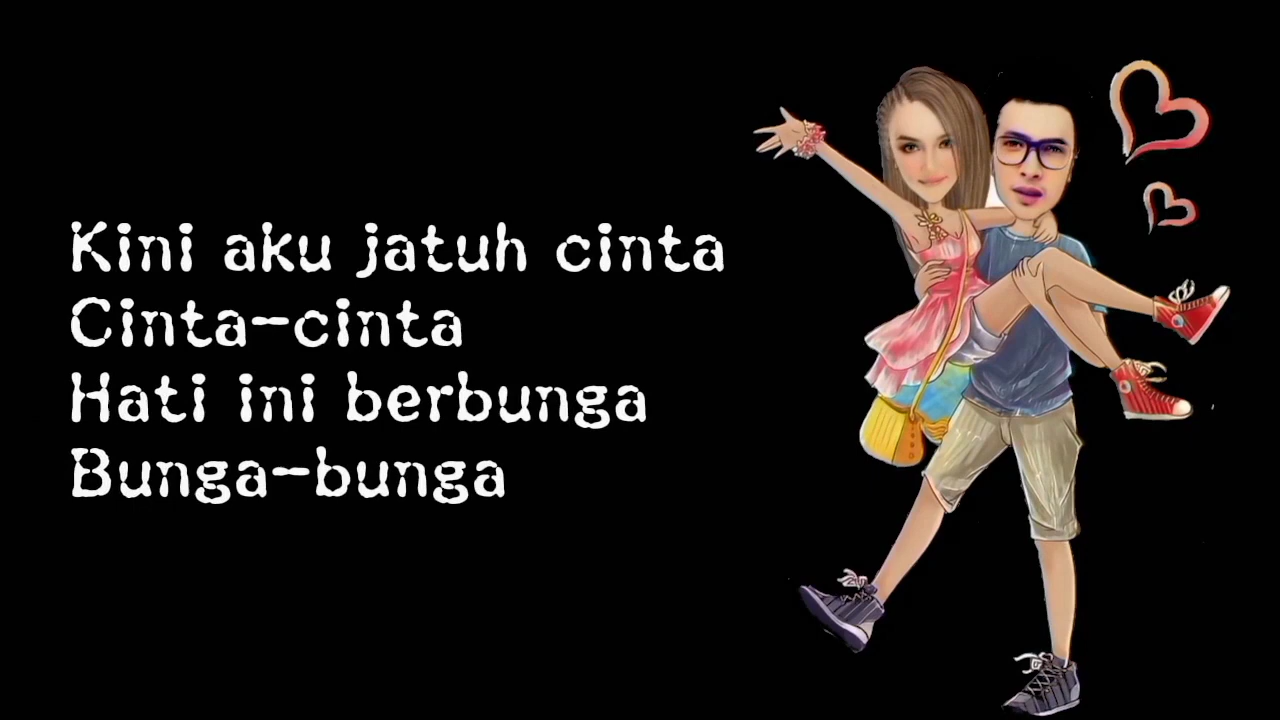 Kini aku jatuh cinta
Cinta-cinta
Hati ini berbunga
Bunga-bunga